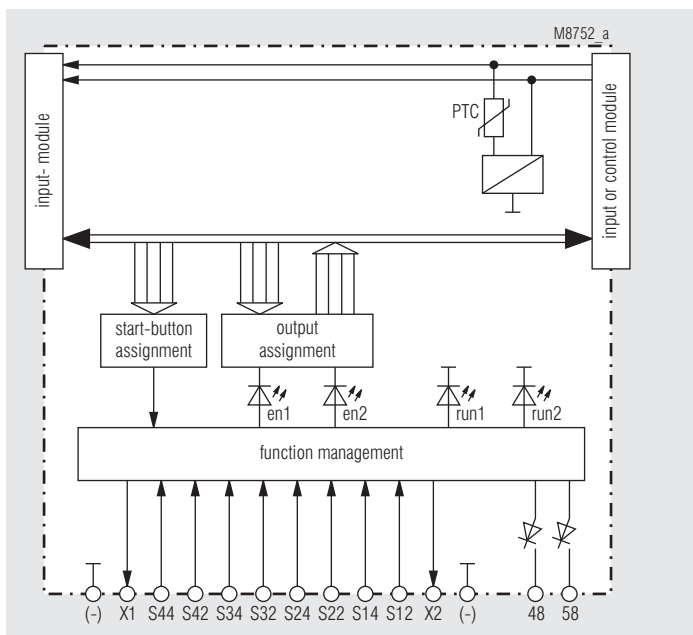 M8752_a
input- module
PTC
input or control module
start-button
assignment
output
assignment
en1
en2
run1
run2
function management
(-) X1 S44 S42 S34 S32 S24 S22 S14 S12 X2 (-) 48 58